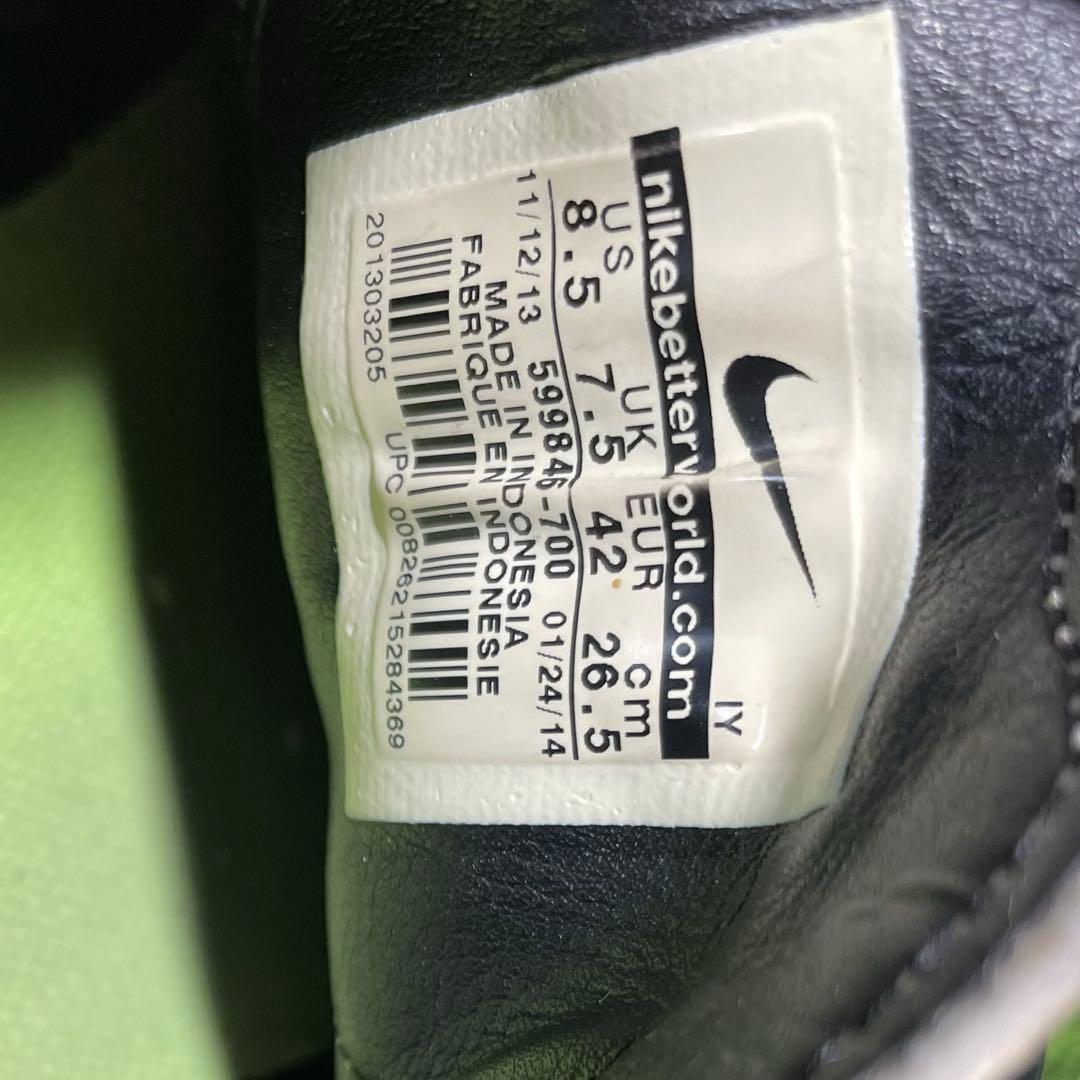 IY
nikebetterworld.com
US UK EUR cm
8.5 7.5 42 26.5
11/12/13 599846-700 01/24/14
MADE IN INDONESIA
FABRIQUE EN INDONESIE
UPC 00826215284369
201303205